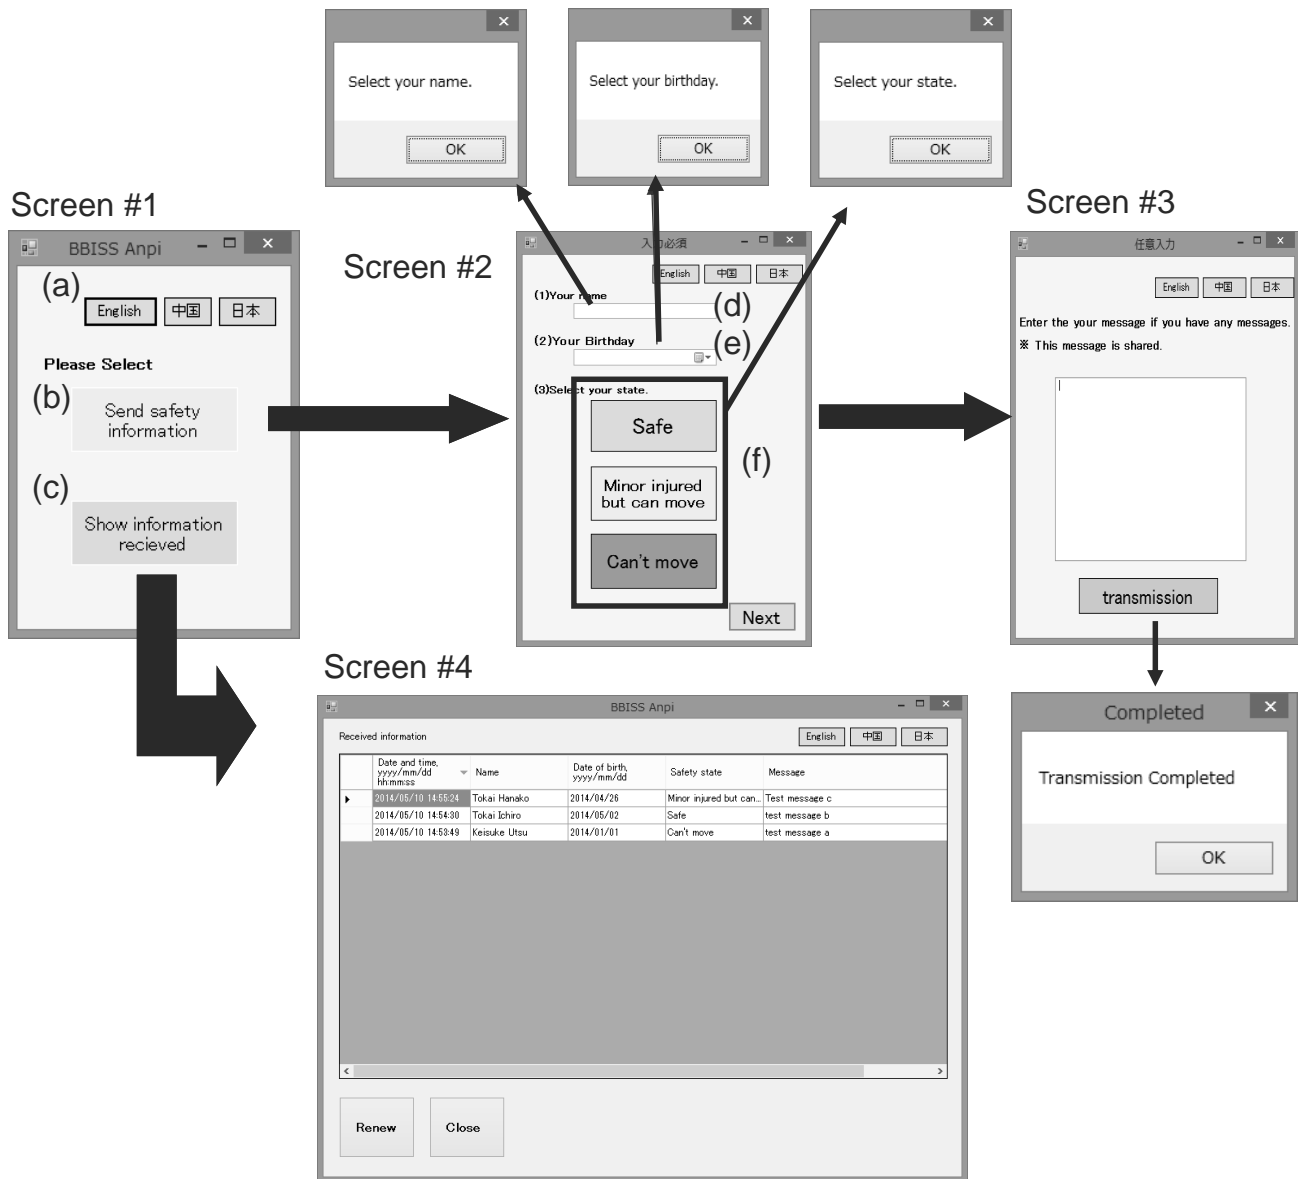 Select your name.
OK
Select your birthday.
OK
Select your state.
OK
Screen #1
BBISS Anpi
(a)
English 中国 日本
Please Select
(b)
Send safety
information
(c)
Show information
recieved
Screen #2
入力必須
English 中国 日本
(1)Your name
(d)
(2)Your Birthday
(e)
(3)Select your state.
Safe
(f)
Minor injured
but can move
Can't move
Next
Screen #3
任意入力
English 中国 日本
Enter the your message if you have any messages.
※ This message is shared.
transmission
Completed
Transmission Completed
OK
Screen #4
BBISS Anpi
Received information
English 中国 日本
Date and time,
yyyy/mm/dd
hh:mm:ss
Name
Date of birth,
yyyy/mm/dd
Safety state
Message
2014/05/10 14:55:24 Tokai Hanako 2014/04/26 Minor injured but can... Test message c
2014/05/10 14:54:30 Tokai Ichiro 2014/05/02 Safe test message b
2014/05/10 14:53:49 Keisuke Utsu 2014/01/01 Can't move test message a
Renew
Close